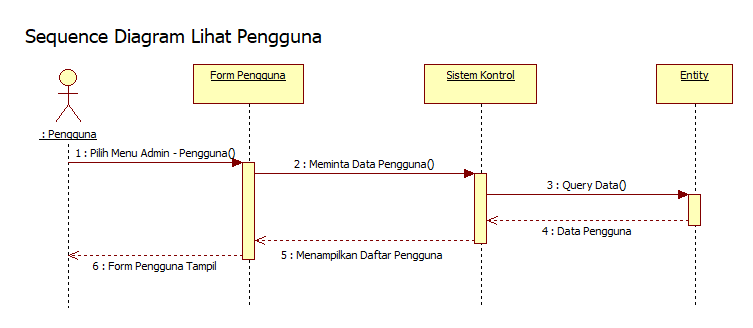 Sequence Diagram Lihat Pengguna
Form Pengguna
Sistem Kontrol
Entity
: Pengguna
1 : Pilih Menu Admin - Pengguna()
2 : Meminta Data Pengguna()
3 : Query Data()
4 : Data Pengguna
5 : Menampilkan Daftar Pengguna
6 : Form Pengguna Tampil